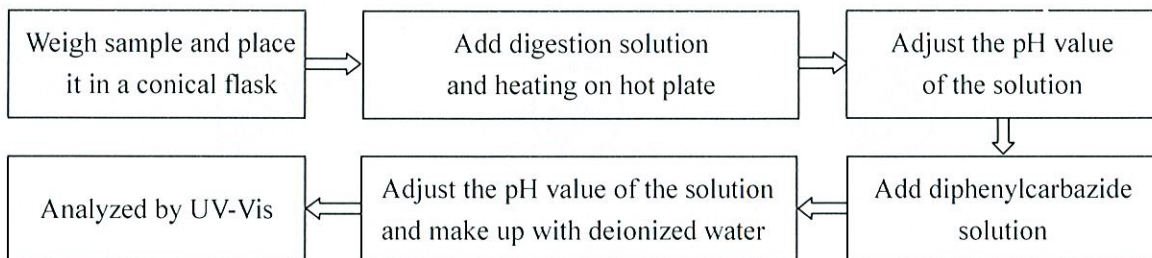 Weigh sample and place
it in a conical flask
Add digestion solution
and heating on hot plate
Adjust the pH value
of the solution
Add diphenylcarbazide
solution
Adjust the pH value of the solution
and make up with deionized water
Analyzed by UV-Vis